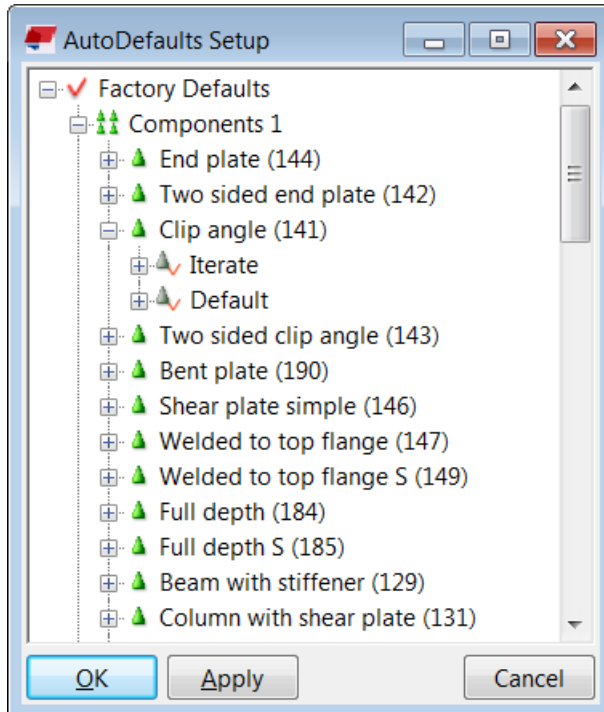 AutoDefaults Setup
Factory Defaults
Components 1
End plate (144)
Two sided end plate (142)
Clip angle (141)
Iterate
Default
Two sided clip angle (143)
Bent plate (190)
Shear plate simple (146)
Welded to top flange (147)
Welded to top flange S (149)
Full depth (184)
Full depth S (185)
Beam with stiffener (129)
Column with shear plate (131)
OK Apply Cancel